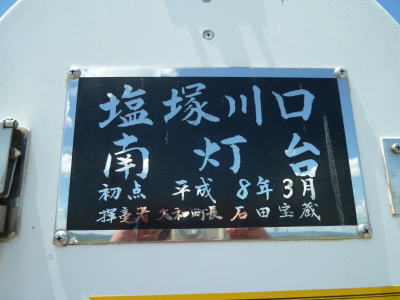 塩塚川口
南灯台
初点 平成8年3月
揮毫者 大和町長 石田宝蔵